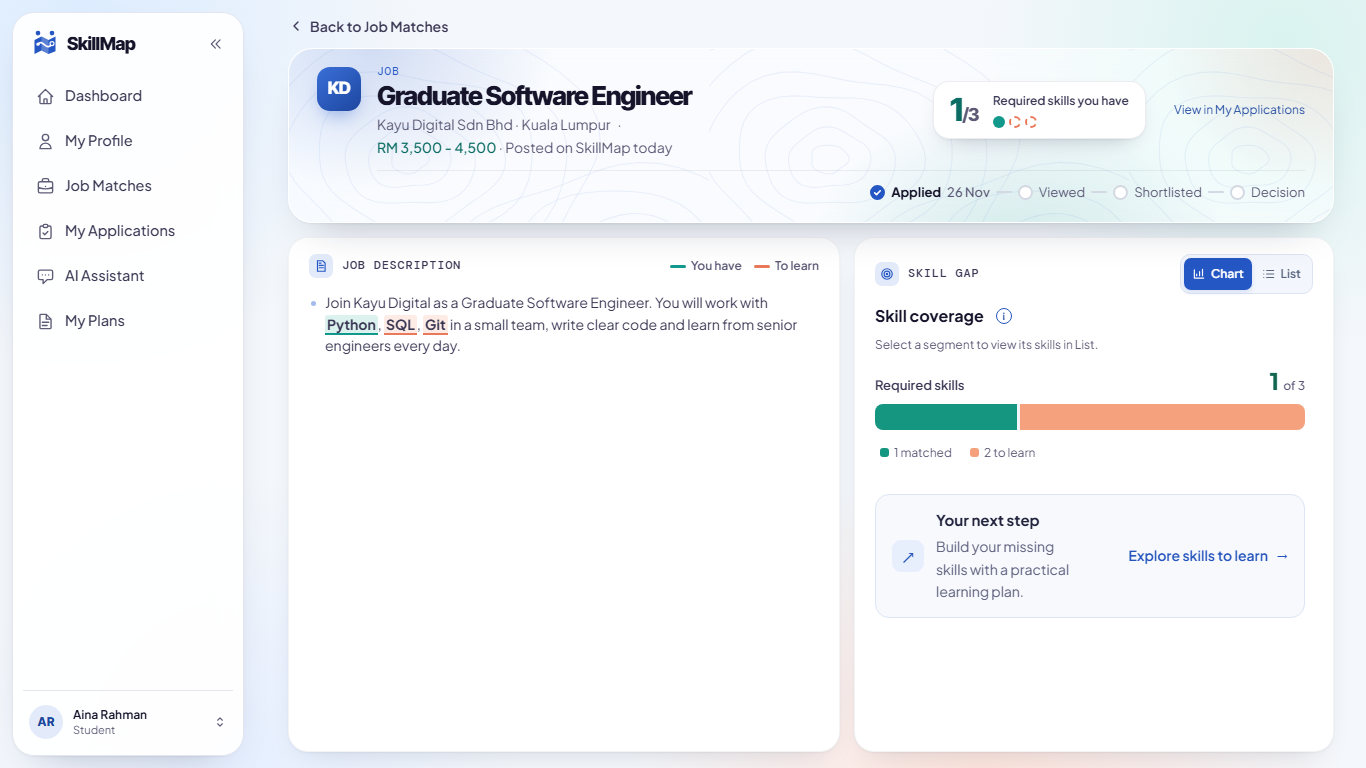 SkillMap
Dashboard
My Profile
Job Matches
My Applications
AI Assistant
My Plans
AR
Aina Rahman
Student
Back to Job Matches
KD
JOB
Graduate Software Engineer
Kayu Digital Sdn Bhd · Kuala Lumpur ·
RM 3,500 - 4,500 · Posted on SkillMap today
1/3
Required skills you have
View in My Applications
Applied 26 Nov
Viewed
Shortlisted
Decision
JOB DESCRIPTION
You have
To learn
Join Kayu Digital as a Graduate Software Engineer. You will work with
Python, SQL, Git in a small team, write clear code and learn from senior
engineers every day.
SKILL GAP
Chart
List
Skill coverage
Select a segment to view its skills in List.
Required skills
1 of 3
1 matched
2 to learn
Your next step
Build your missing
skills with a practical
learning plan.
Explore skills to learn →